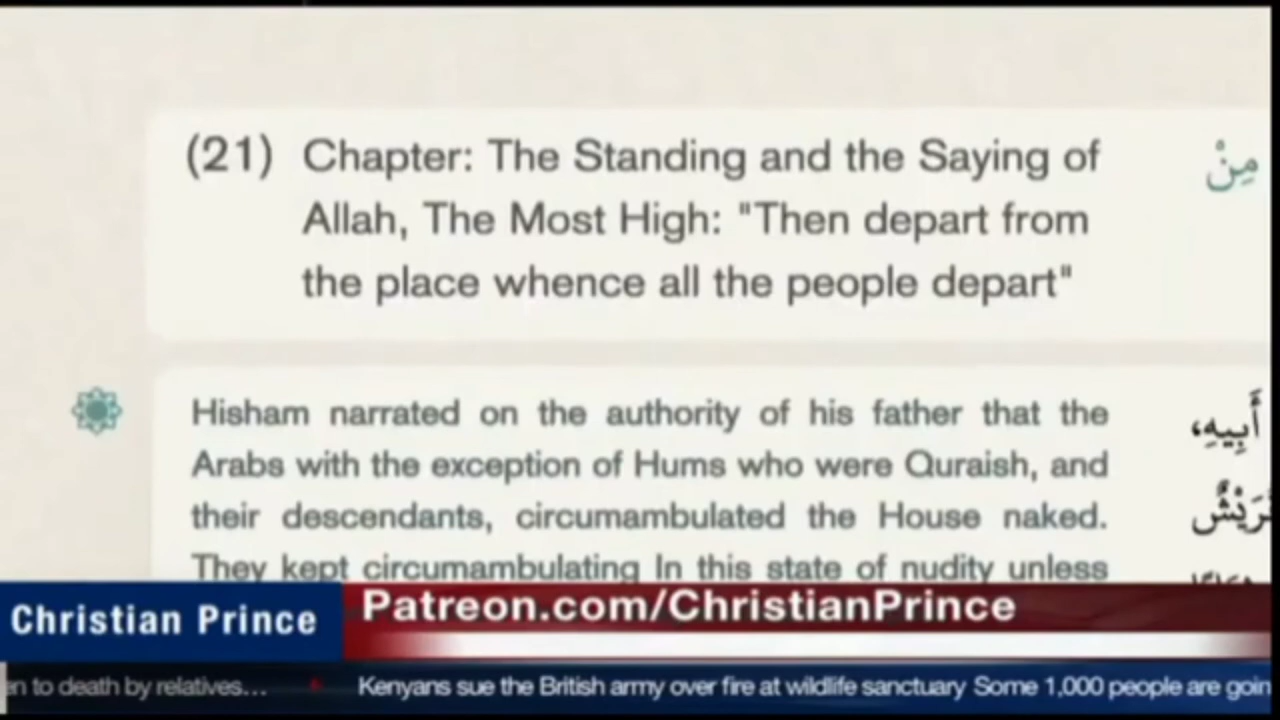 (21) Chapter: The Standing and the Saying of
Allah, The Most High: "Then depart from
the place whence all the people depart"
مِنْ
Hisham narrated on the authority of his father that the
Arabs with the exception of Hums who were Quraish, and
their descendants, circumambulated the House naked.
They kept circumambulating In this state of nudity unless
أَبِيهِ،
Christian Prince
Patreon.com/ChristianPrince
to death by relatives... Kenyans sue the British army over fire at wildlife sanctuary Some 1,000 people are